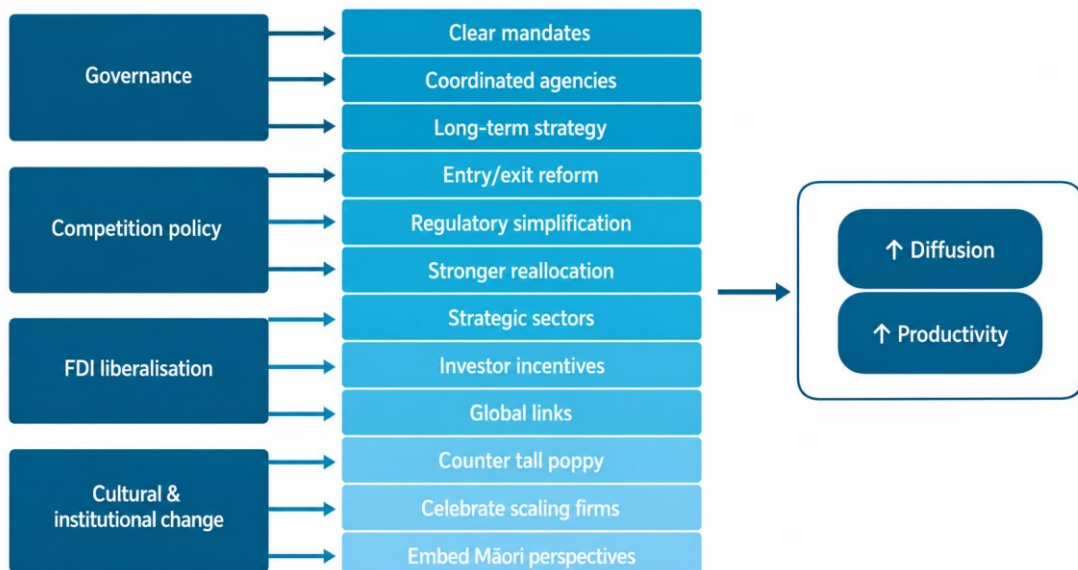 Governance
Clear mandates
Coordinated agencies
Long-term strategy
Competition policy
Entry/exit reform
Regulatory simplification
Stronger reallocation
FDI liberalisation
Strategic sectors
Investor incentives
Global links
Cultural &
institutional change
Counter tall poppy
Celebrate scaling firms
Embed Māori perspectives
↑ Diffusion
↑ Productivity